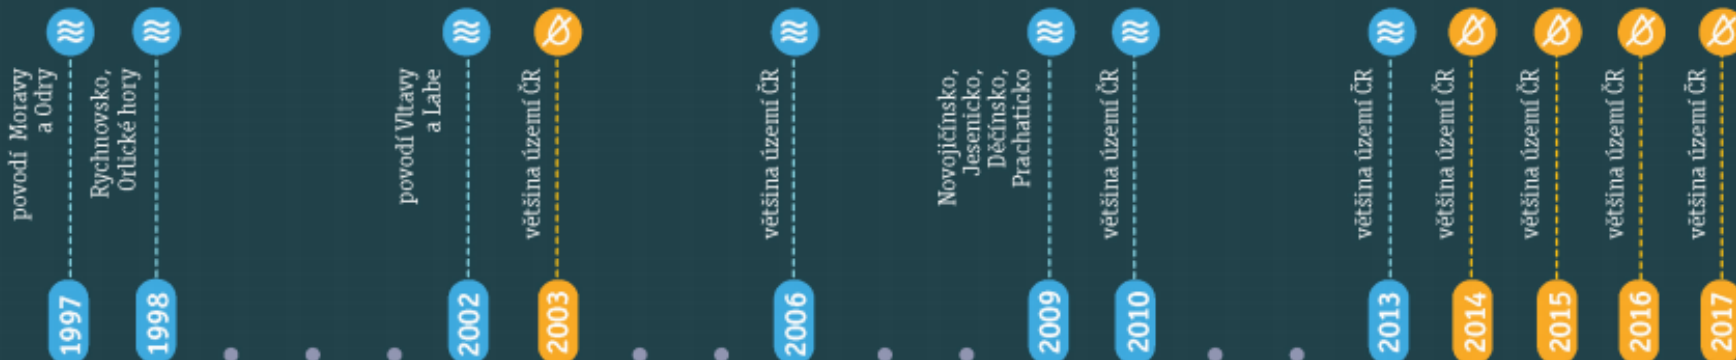 povodí Moravy
a Odry
1997
Rychnovsko,
Orlické hory
1998
povodí Vltavy
a Labe
2002
většina území ČR
2003
většina území ČR
2006
Novojičínsko,
Jesenicko,
Děčínsko,
Prachaticko
2009
většina území ČR
2010
většina území ČR
2013
většina území ČR
2014
většina území ČR
2015
většina území ČR
2016
většina území ČR
2017